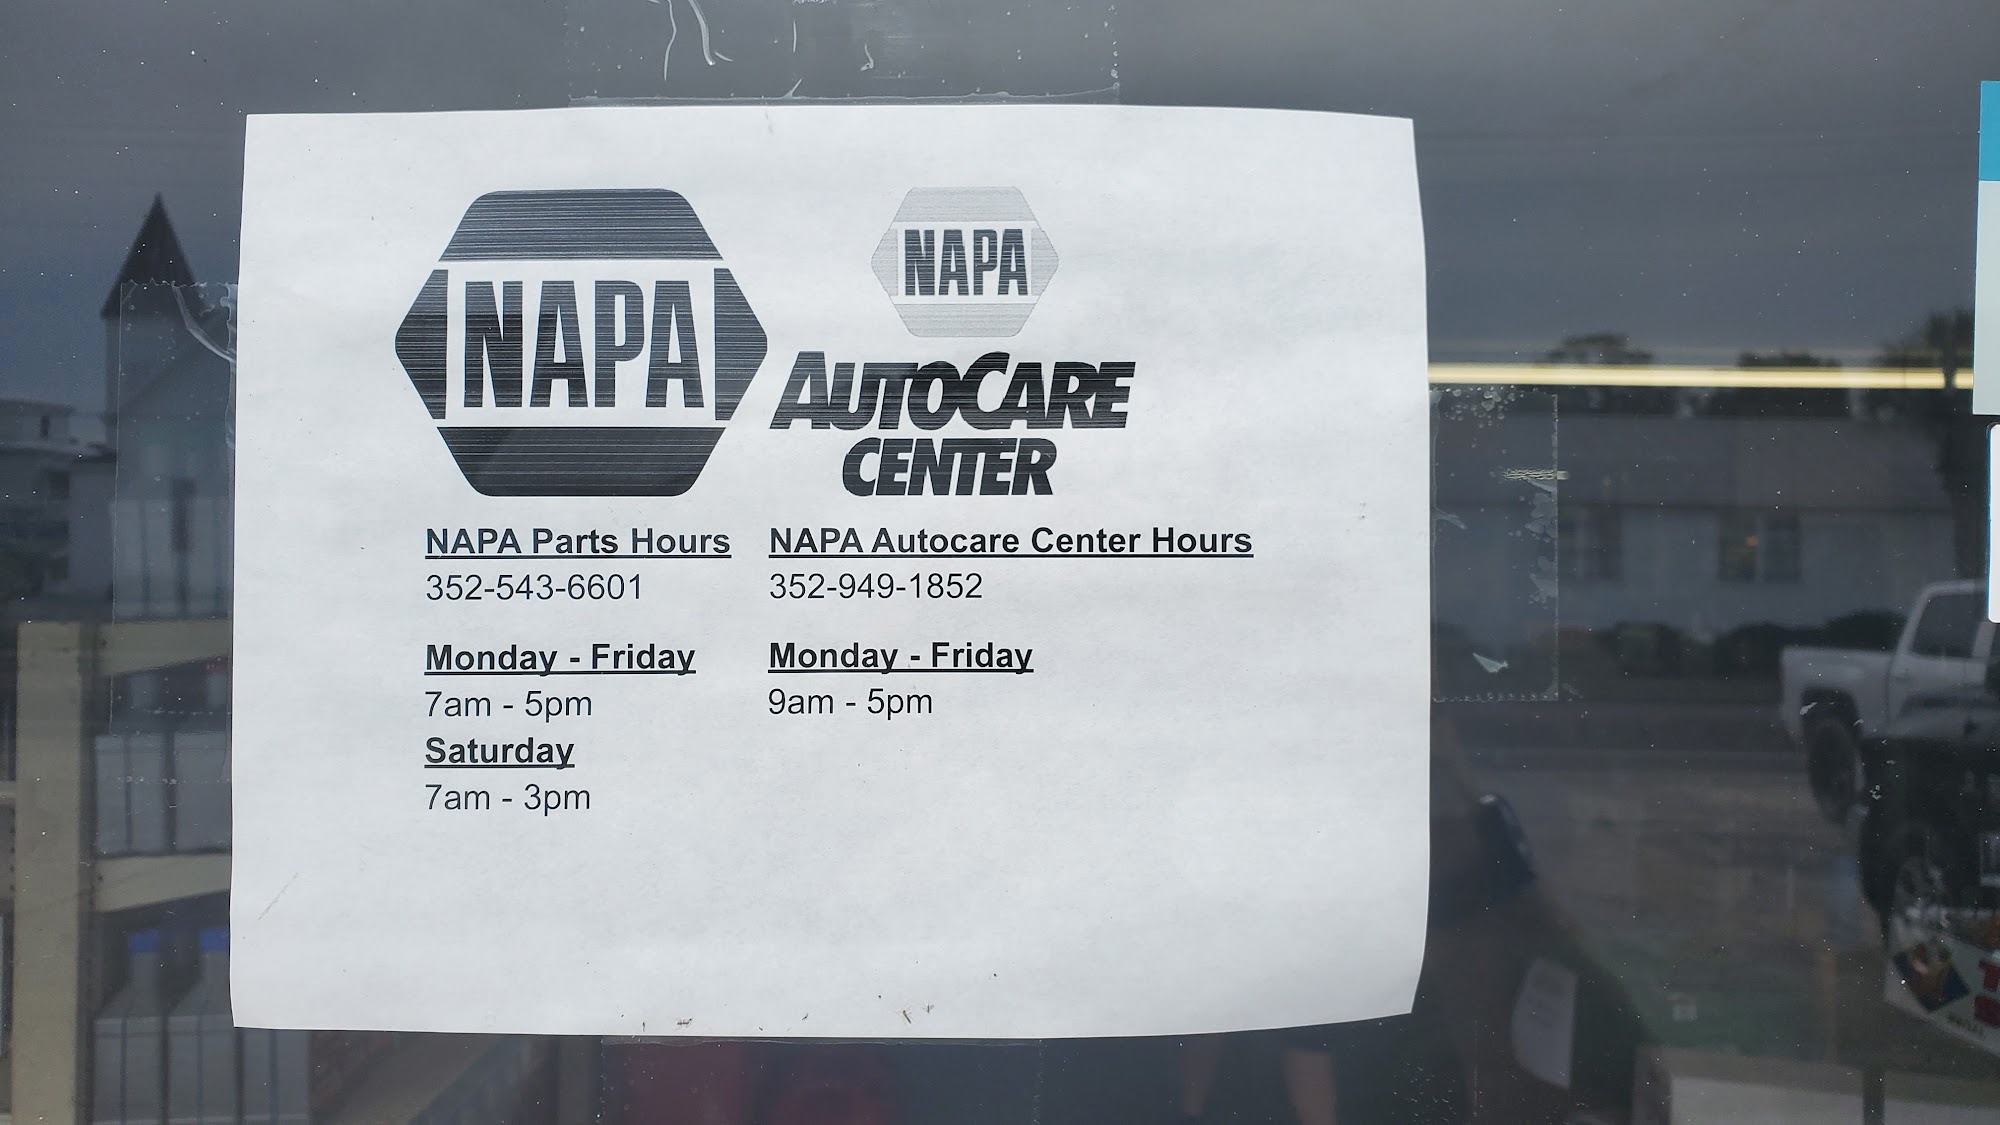 NAPA
NAPA
AUTOCARE
CENTER
NAPA Parts Hours
352-543-6601
Monday - Friday
7am - 5pm
Saturday
7am - 3pm
NAPA Autocare Center Hours
352-949-1852
Monday - Friday
9am - 5pm